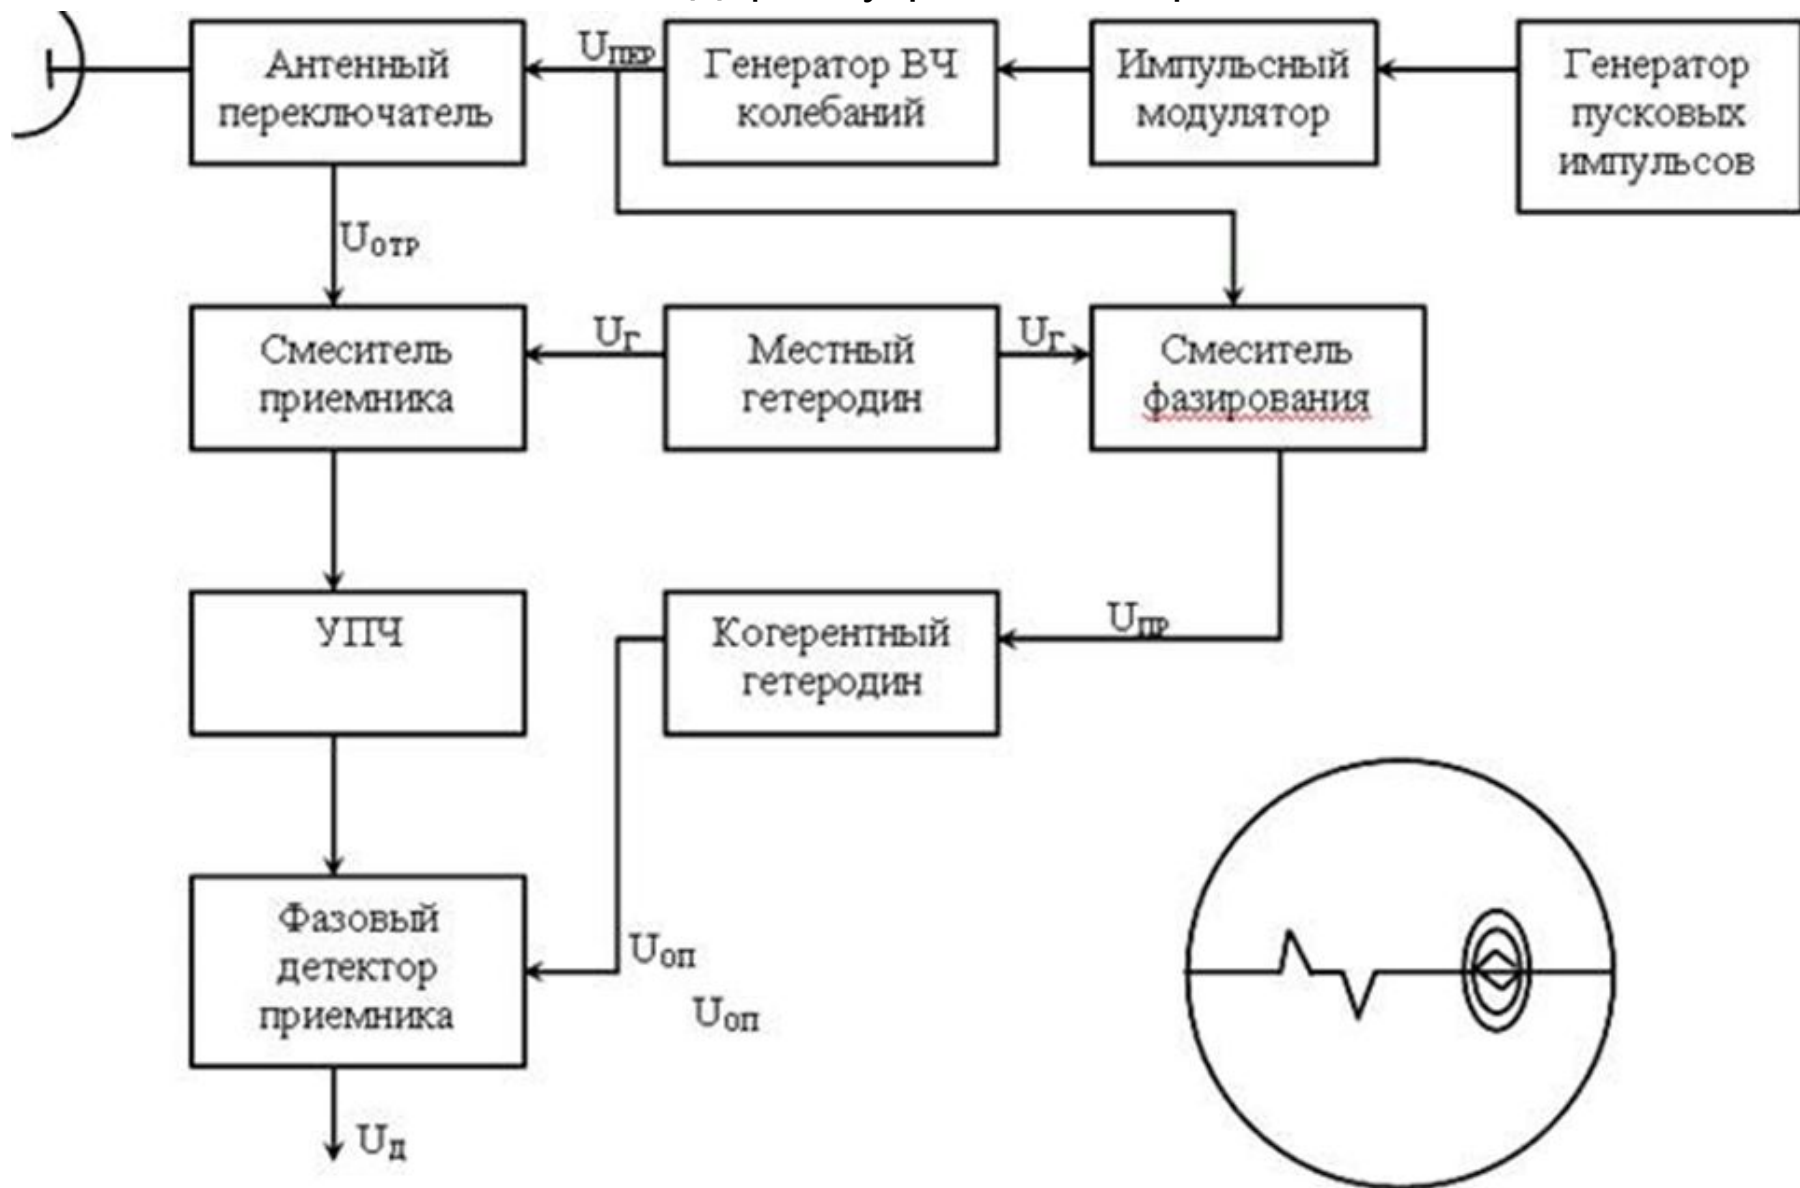 Антенный
переключатель
UПЕР
Генератор ВЧ
колебаний
Импульсный
модулятор
Генератор
пусковых
импульсов
UОТР
Смеситель
приемника
UГ
Местный
гетеродин
UГ
Смеситель
фазирования
УПЧ
Когерентный
гетеродин
UПР
Фазовый
детектор
приемника
UОП
UОП
UД